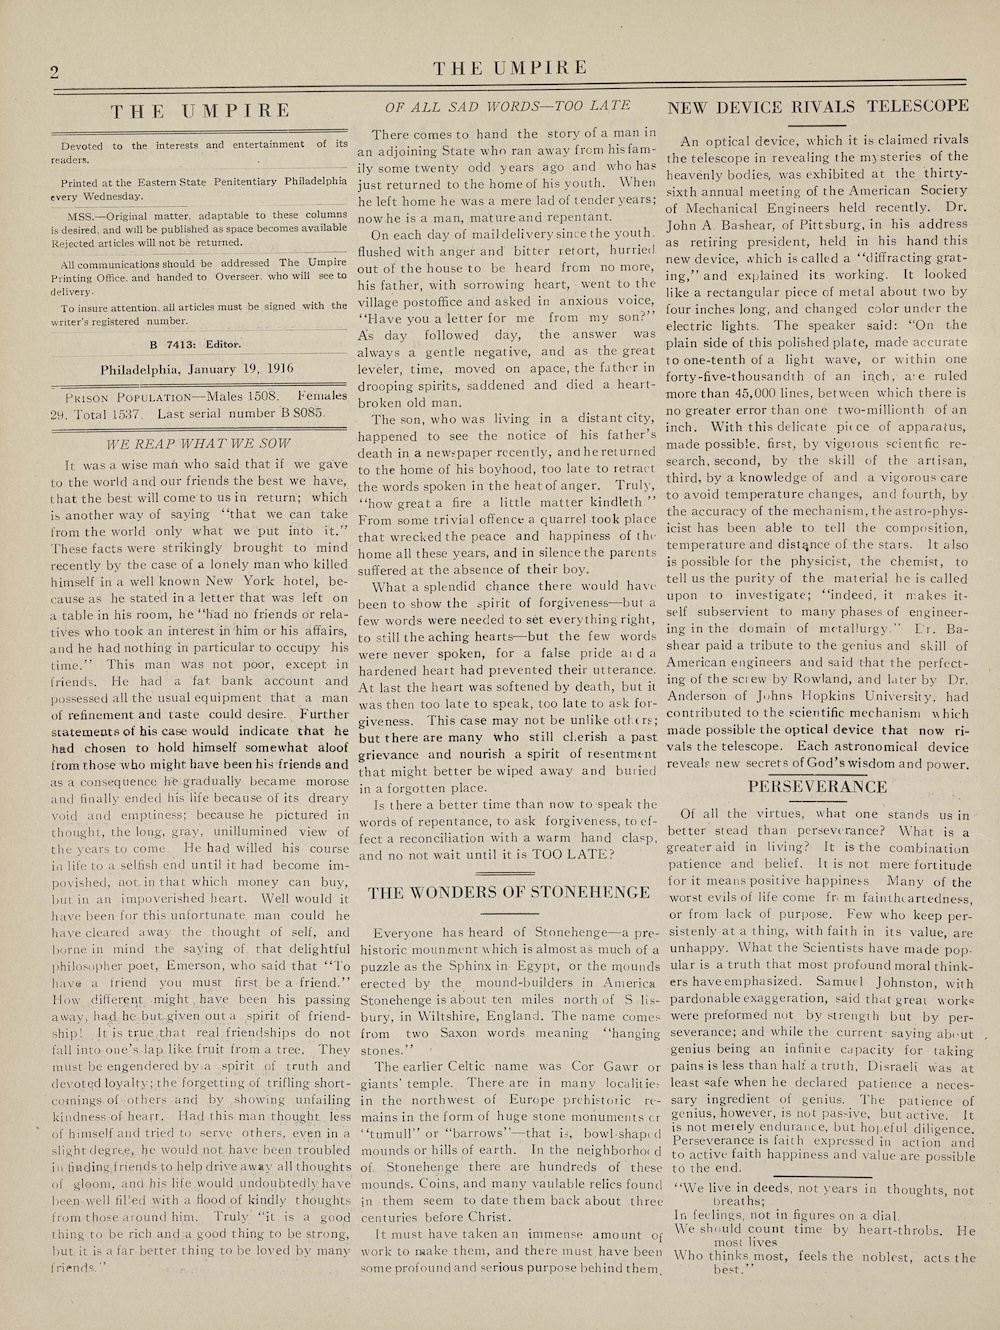 2
THE UMPIRE
THE UMPIRE
Devoted to the interests and entertainment of its
readers.
Printed at the Eastern State Penitentiary Philadelphia
every Wednesday.
MSS.—Original matter, adaptable to these columns
is desired, and will be published as space becomes available
Rejected articles will not be returned.
All communications should be addressed The Umpire
Printing Office, and handed to Overseer, who will see to
delivery.
To insure attention, all articles must be signed with the
writer's registered number.
B 7413: Editor.
Philadelphia, January 19, 1916
PRISON POPULATION—Males 1508. Females
29. Total 1537. Last serial number B 8085.
WE REAP WHAT WE SOW
It was a wise man who said that if we gave
to the world and our friends the best we have,
that the best will come to us in return; which
is another way of saying "that we can take
from the world only what we put into it."
These facts were strikingly brought to mind
recently by the case of a lonely man who killed
himself in a well known New York hotel, be-
cause as he stated in a letter that was left on
a table in his room, he "had no friends or rela-
tives who took an interest in him or his affairs,
and he had nothing in particular to occupy his
time." This man was not poor, except in
friends. He had a fat bank account and
possessed all the usual equipment that a man
of refinement and taste could desire. Further
statements of his case would indicate that he
had chosen to hold himself somewhat aloof
from those who might have been his friends and
as a consequence he gradually became morose
and finally ended his life because of its dreary
void and emptiness; because he pictured in
thought, the long, gray, unillumined view of
the years to come. He had willed his course
in life to a selfish end until it had become im-
povished, not in that which money can buy,
but in an impoverished heart. Well would it
have been for this unfortunate man could he
have cleared away the thought of self, and
borne in mind the saying of that delightful
philosopher poet, Emerson, who said that "To
have a friend you must first be a friend."
How different might have been his passing
away, had he but given out a spirit of friend-
ship! It is true that real friendships do not
fall into one's lap like fruit from a tree. They
must be engendered by a spirit of truth and
devoted loyalty; the forgetting of trifling short-
comings of others and by showing unfailing
kindness of heart. Had this man thought less
of himself and tried to serve others, even in a
slight degree, he would not have been troubled
in finding friends to help drive away all thoughts
of gloom, and his life would undoubtedly have
been well filled with a flood of kindly thoughts
from those around him. Truly "it is a good
thing to be rich and a good thing to be strong,
but it is a far better thing to be loved by many
friends."
OF ALL SAD WORDS—TOO LATE
There comes to hand the story of a man in
an adjoining State who ran away from his fam-
ily some twenty odd years ago and who has
just returned to the home of his youth. When
he left home he was a mere lad of tender years;
now he is a man, mature and repentant.
On each day of mail delivery since the youth,
flushed with anger and bitter retort, hurried
out of the house to be heard from no more,
his father, with sorrowing heart, went to the
village postoffice and asked in anxious voice,
"Have you a letter for me from my son?"
As day followed day, the answer was
always a gentle negative, and as the great
leveler, time, moved on apace, the father in
drooping spirits, saddened and died a heart-
broken old man.
The son, who was living in a distant city,
happened to see the notice of his father's
death in a newspaper recently, and he returned
to the home of his boyhood, too late to retract
the words spoken in the heat of anger. Truly,
"how great a fire a little matter kindleth."
From some trivial offence a quarrel took place
that wrecked the peace and happiness of the
home all these years, and in silence the parents
suffered at the absence of their boy.
What a splendid chance there would have
been to show the spirit of forgiveness—but a
few words were needed to set everything right,
to still the aching hearts—but the few words
were never spoken, for a false pride and a
hardened heart had prevented their utterance.
At last the heart was softened by death, but it
was then too late to speak, too late to ask for-
giveness. This case may not be unlike others;
but there are many who still cherish a past
grievance and nourish a spirit of resentment
that might better be wiped away and buried
in a forgotten place.
Is there a better time than now to speak the
words of repentance, to ask forgiveness, to ef-
fect a reconciliation with a warm hand clasp,
and no not wait until it is TOO LATE?
THE WONDERS OF STONEHENGE
Everyone has heard of Stonehenge—a pre-
historic mounment which is almost as much of a
puzzle as the Sphinx in Egypt, or the mounds
erected by the mound-builders in America
Stonehenge is about ten miles north of S lis-
bury, in Wiltshire, England. The name comes
from two Saxon words meaning "hanging
stones."
The earlier Celtic name was Cor Gawr or
giants' temple. There are in many localities
in the northwest of Europe prehistoric re-
mains in the form of huge stone monuments or
"tumull" or "barrows"—that is, bowl-shaped
mounds or hills of earth. In the neighborhood
of Stonehenge there are hundreds of these
mounds. Coins, and many vaulable relics found
in them seem to date them back about three
centuries before Christ.
It must have taken an immense amount of
work to make them, and there must have been
some profound and serious purpose behind them.
NEW DEVICE RIVALS TELESCOPE
An optical device, which it is claimed rivals
the telescope in revealing the mysteries of the
heavenly bodies, was exhibited at the thirty-
sixth annual meeting of the American Society
of Mechanical Engineers held recently. Dr.
John A. Bashear, of Pittsburg, in his address
as retiring president, held in his hand this
new device, which is called a "diffracting grat-
ing," and explained its working. It looked
like a rectangular piece of metal about two by
four inches long, and changed color under the
electric lights. The speaker said: "On the
plain side of this polished plate, made accurate
to one-tenth of a light wave, or within one
forty-five-thousandth of an inch, are ruled
more than 45,000 lines, between which there is
no greater error than one two-millionth of an
inch. With this delicate piece of apparatus,
made possible, first, by vigorous scientfic re-
search, second, by the skill of the artisan,
third, by a knowledge of and a vigorous care
to avoid temperature changes, and fourth, by
the accuracy of the mechanism, the astro-phys-
icist has been able to tell the composition,
temperature and distance of the stars. It also
is possible for the physicist, the chemist, to
tell us the purity of the material he is called
upon to investigate; "indeed, it makes it-
self subservient to many phases of engineer-
ing in the domain of metallurgy." Dr. Ba-
shear paid a tribute to the genius and skill of
American engineers and said that the perfect-
ing of the screw by Rowland, and later by Dr.
Anderson of Johns Hopkins University, had
contributed to the scientific mechanism which
made possible the optical device that now ri-
vals the telescope. Each astronomical device
reveals new secrets of God's wisdom and power.
PERSEVERANCE
Of all the virtues, what one stands us in
better stead than perseverance? What is a
greater aid in living? It is the combination
patience and belief. It is not mere fortitude
for it means positive happiness Many of the
worst evils of life come fr m faintheartedness,
or from lack of purpose. Few who keep per-
sistenly at a thing, with faith in its value, are
unhappy. What the Scientists have made pop-
ular is a truth that most profound moral think-
ers have emphasized. Samuel Johnston, with
pardonable exaggeration, said that great works
were preformed not by strength but by per-
severance; and while the current saying about
genius being an infinite capacity for taking
pains is less than half a truth, Disraeli was at
least safe when he declared patience a neces-
sary ingredient of genius. The patience of
genius, however, is not passive, but active. It
is not merely endurance, but hopeful diligence.
Perseverance is faith expressed in action and
to active faith happiness and value are possible
to the end.
"We live in deeds, not years in thoughts, not
breaths;
In feelings, not in figures on a dial.
We should count time by heart-throbs. He
most lives
Who thinks most, feels the noblest, acts the
best."